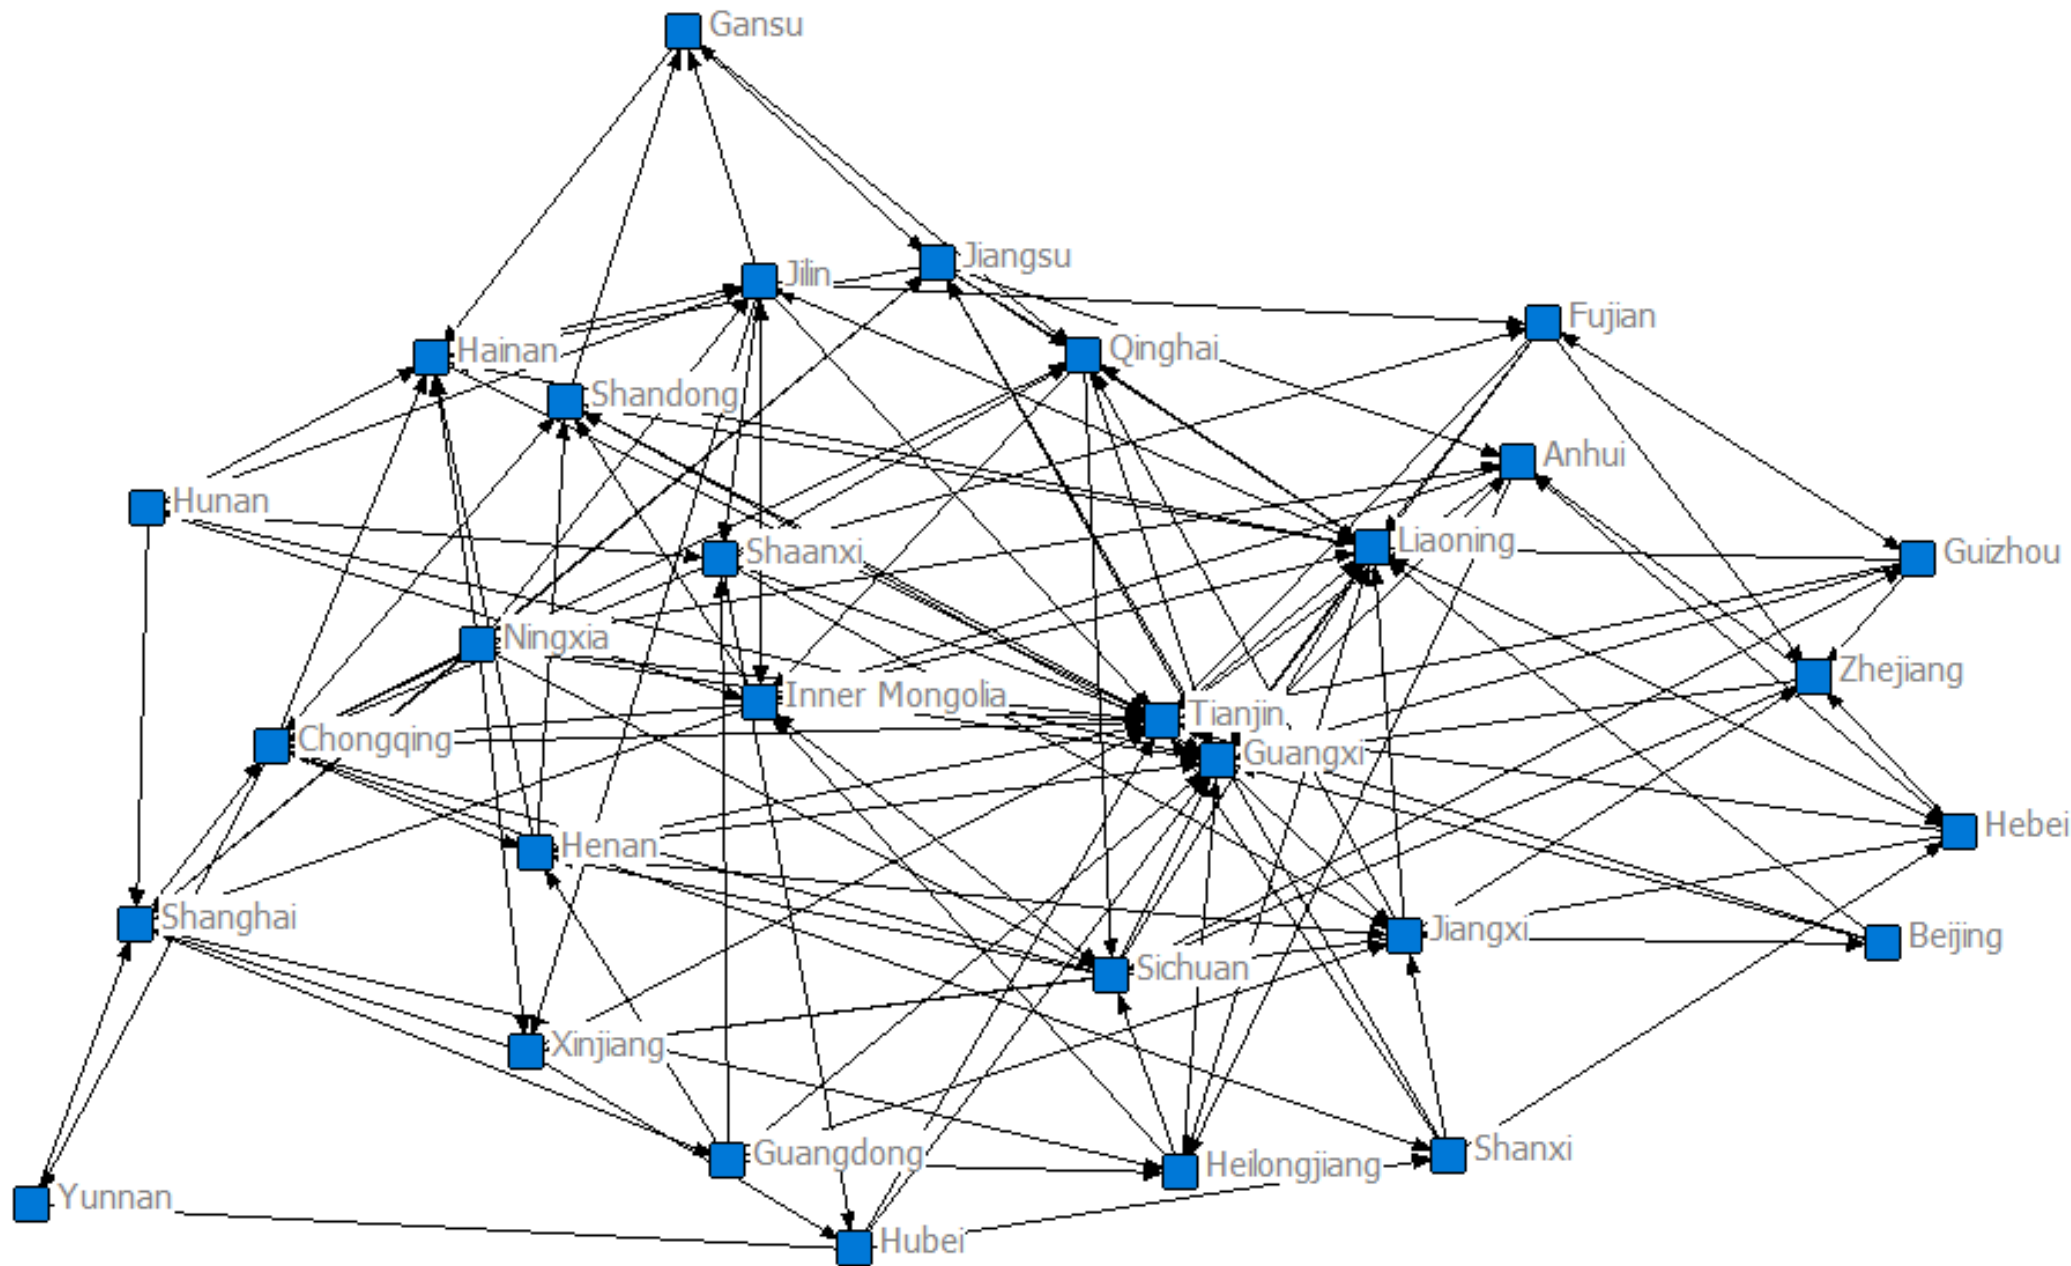 Gansu
Jiangsu
Jilin
Fujian
Qinghai
Hainan
Shandong
Anhui
Hunan
Liaoning
Shaanxi
Guizhou
Ningxia
Zhejiang
Inner Mongolia
Tianjin
Chongqing
Guangxi
Hebei
Henan
Shanghai
Jiangxi
Beijing
Sichuan
Xinjiang
Guangdong
Heilongjiang
Shanxi
Yunnan
Hubei